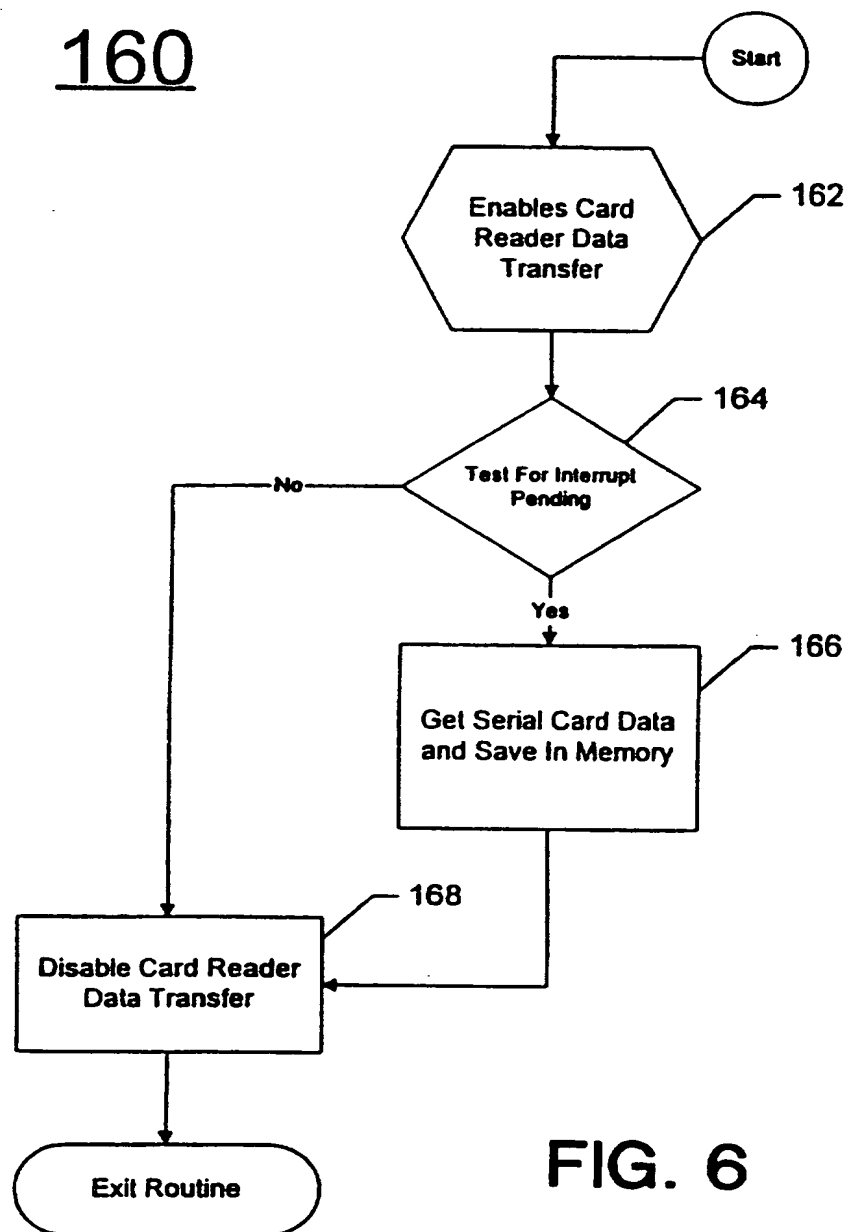 160
Start
Enables Card
Reader Data
Transfer
162
164
Test For Interrupt
Pending
No
Yes
166
Get Serial Card Data
and Save In Memory
168
Disable Card Reader
Data Transfer
Exit Routine
FIG. 6